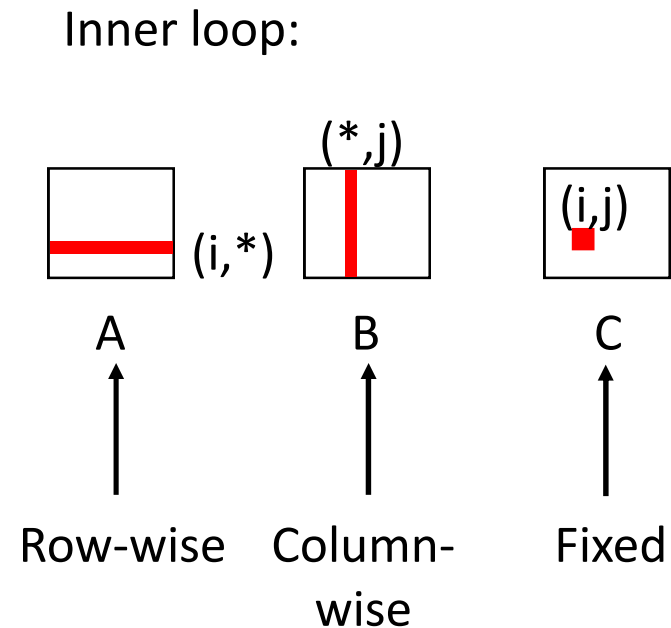 Inner loop:
(*,j)
(i,*)
(i,j)
A
B
C
Row-wise
Column-
wise
Fixed